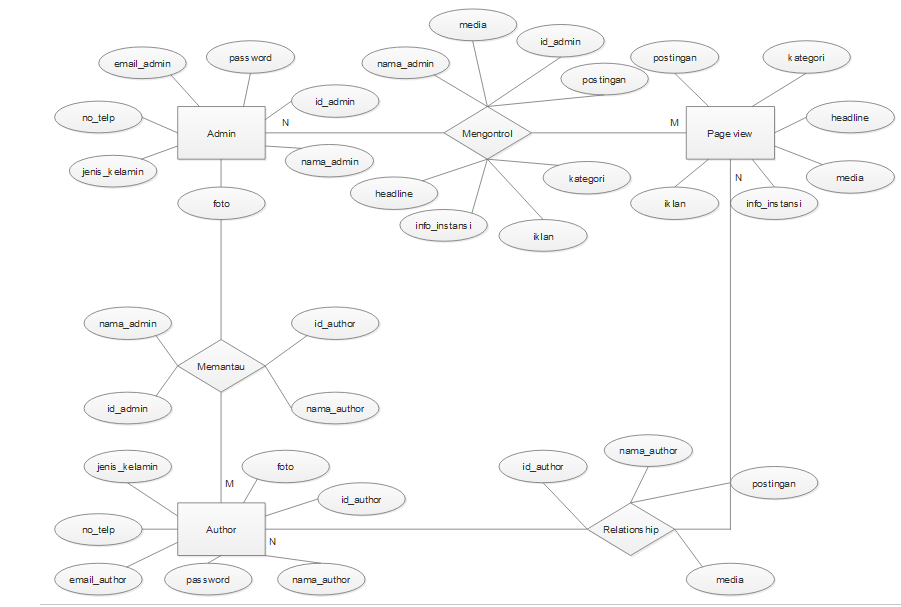 media
id_admin
password
email_admin
nama_admin
postingan
postingan
kategori
id_admin
no_telp
N
M
headline
Admin
Mengontrol
Page view
nama_admin
jenis_kelamin
kategori
media
N
headline
foto
iklan
info_instansi
info_instansi
iklan
nama_admin
id_author
Memantau
id_admin
nama_author
nama_author
jenis_kelamin
foto
id_author
M
postingan
id_author
no_telp
Author
Relationship
N
email_author
password
nama_author
media